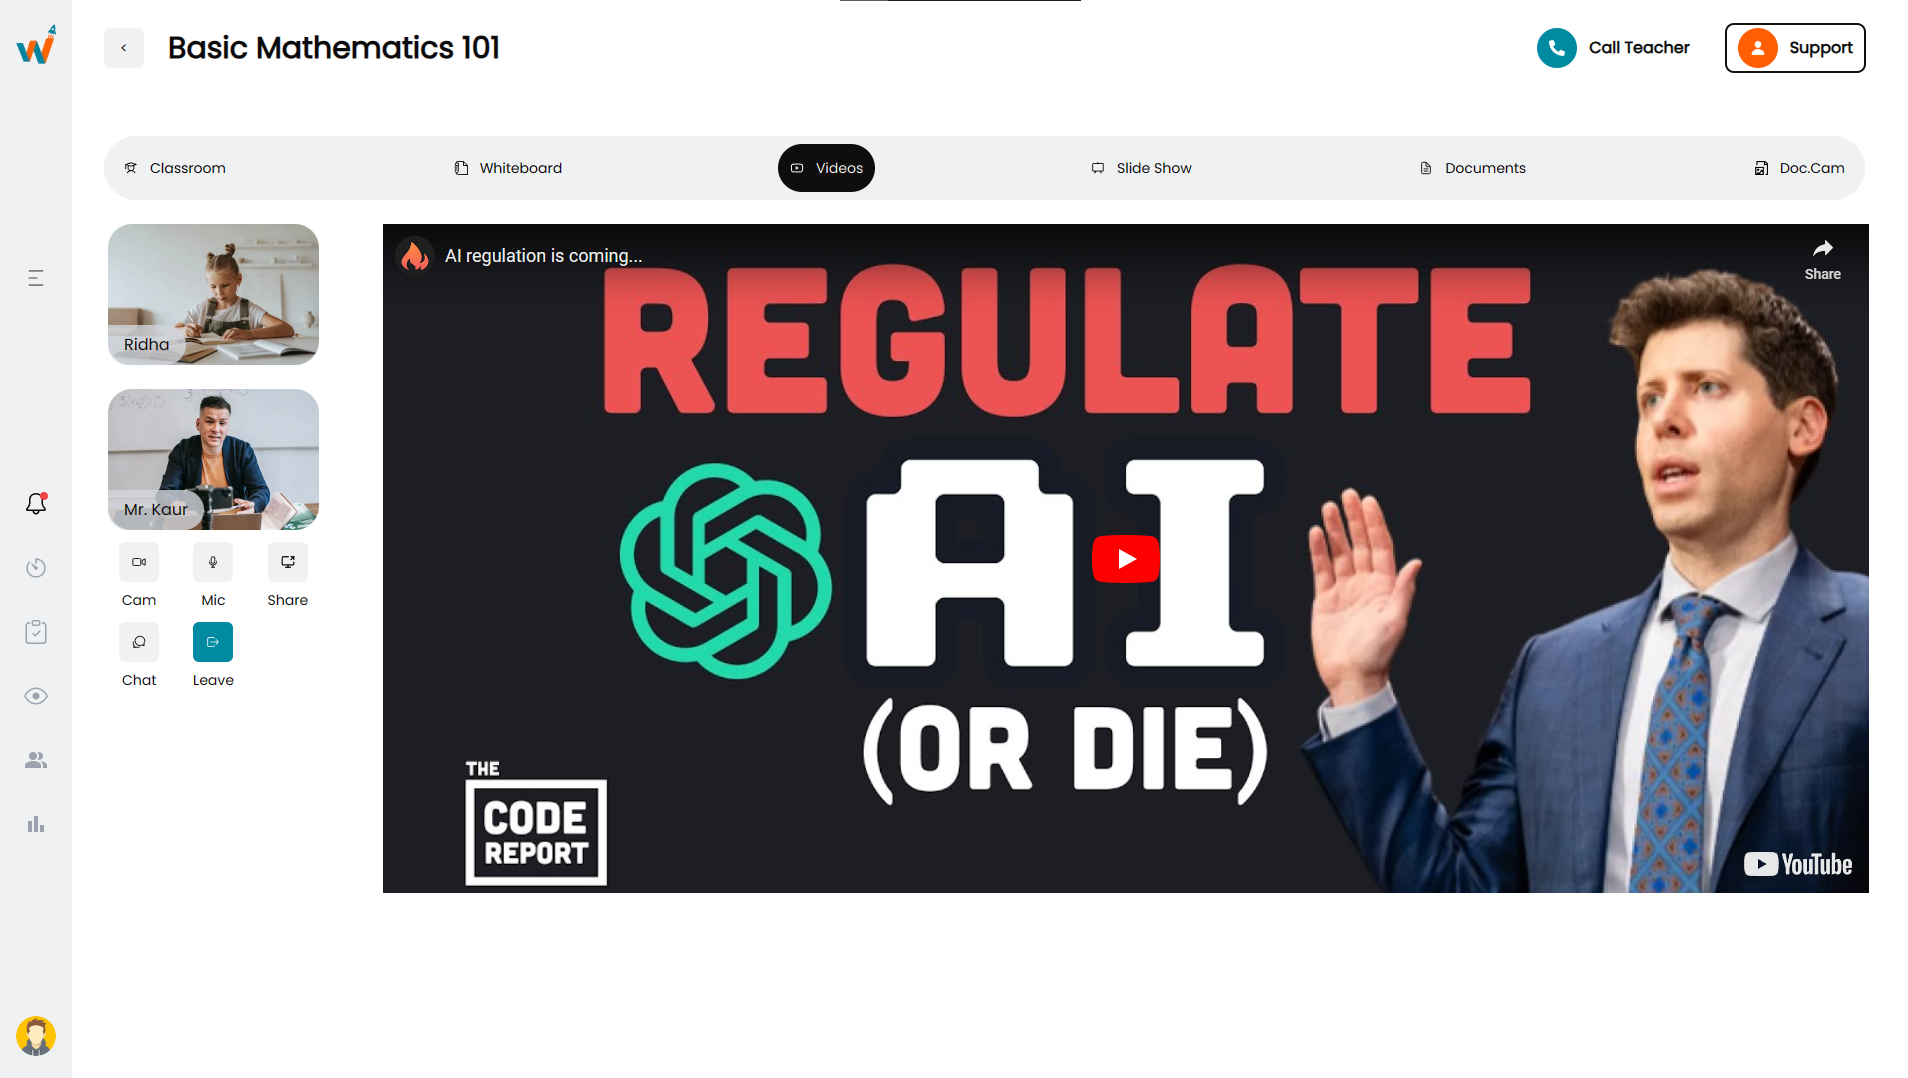 Basic Mathematics 101
Call Teacher
Support
Classroom
Whiteboard
Videos
Slide Show
Documents
Doc.Cam
Ridha
Mr. Kaur
Cam
Mic
Share
Chat
Leave
AI regulation is coming...
Share
REGULATE
AI
(OR DIE)
THE
CODE
REPORT
YouTube